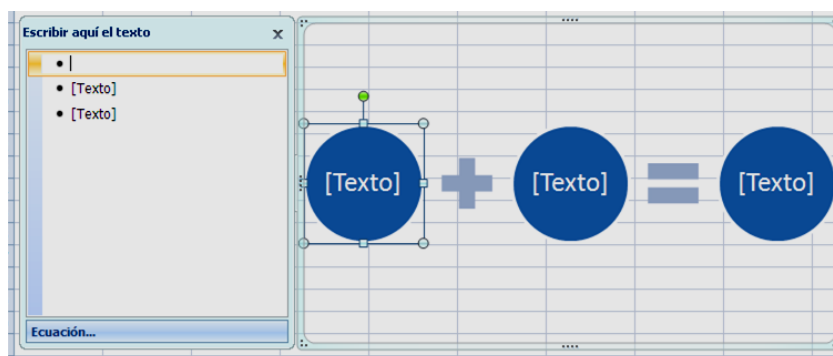 Escribir aquí el texto x
[Texto]
[Texto]
[Texto] + [Texto] = [Texto]
Ecuación...